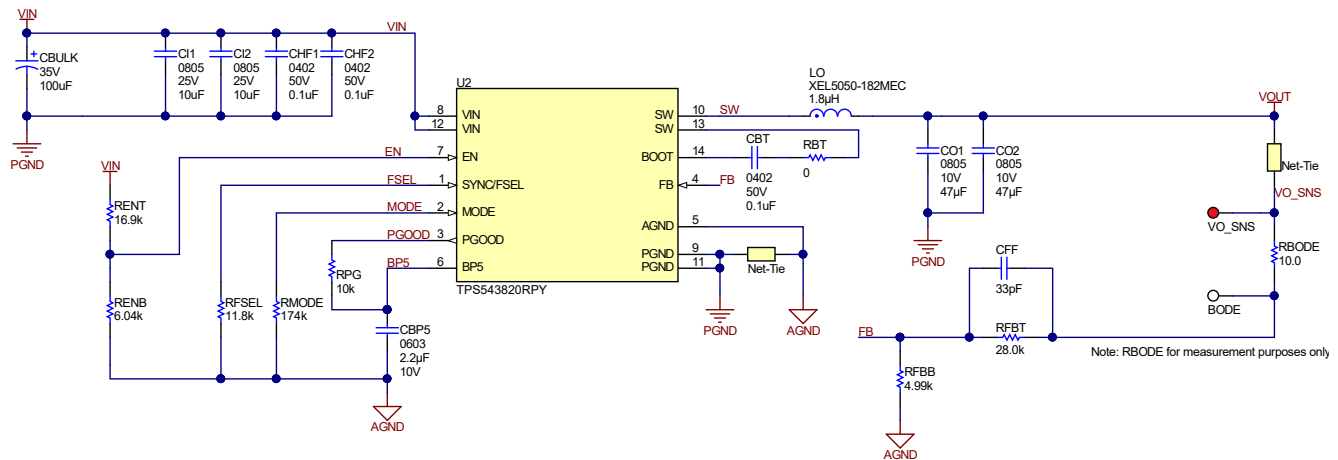 VIN
VIN
CBULK
35V
100uF
CI1
0805
25V
10uF
CI2
0805
25V
10uF
CHF1
0402
50V
0.1uF
CHF2
0402
50V
0.1uF
PGND
VIN
RENT
16.9k
RENB
6.04k
EN
FSEL
MODE
PGOOD
BP5
RFSEL
11.8k
RMODE
174k
RPG
10k
CBP5
0603
2.2µF
10V
AGND
U2
8 VIN
12 VIN
7 EN
1 SYNC/FSEL
2 MODE
3 PGOOD
6 BP5
SW 10
SW 13
BOOT 14
FB 4
AGND 5
PGND 9
PGND 11
TPS543820RPY
SW
LO
XEL5050-182MEC
1.8µH
CBT
0402
50V
0.1uF
RBT
0
FB
Net-Tie
PGND
AGND
CO1
0805
10V
47µF
CO2
0805
10V
47µF
PGND
VOUT
Net-Tie
VO_SNS
VO_SNS
RBODE
10.0
BODE
CFF
33pF
FB
RFBT
28.0k
Note: RBODE for measurement purposes only
RFBB
4.99k
AGND